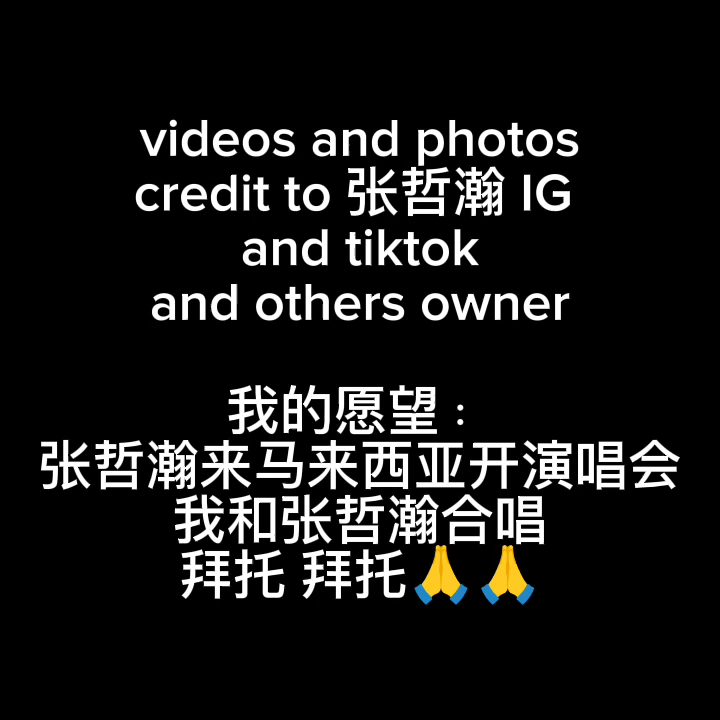 videos and photos
credit to 张哲瀚 IG
and tiktok
and others owner
我的愿望：
张哲瀚来马来西亚开演唱会
我和张哲瀚合唱
拜托 拜托🙏🙏